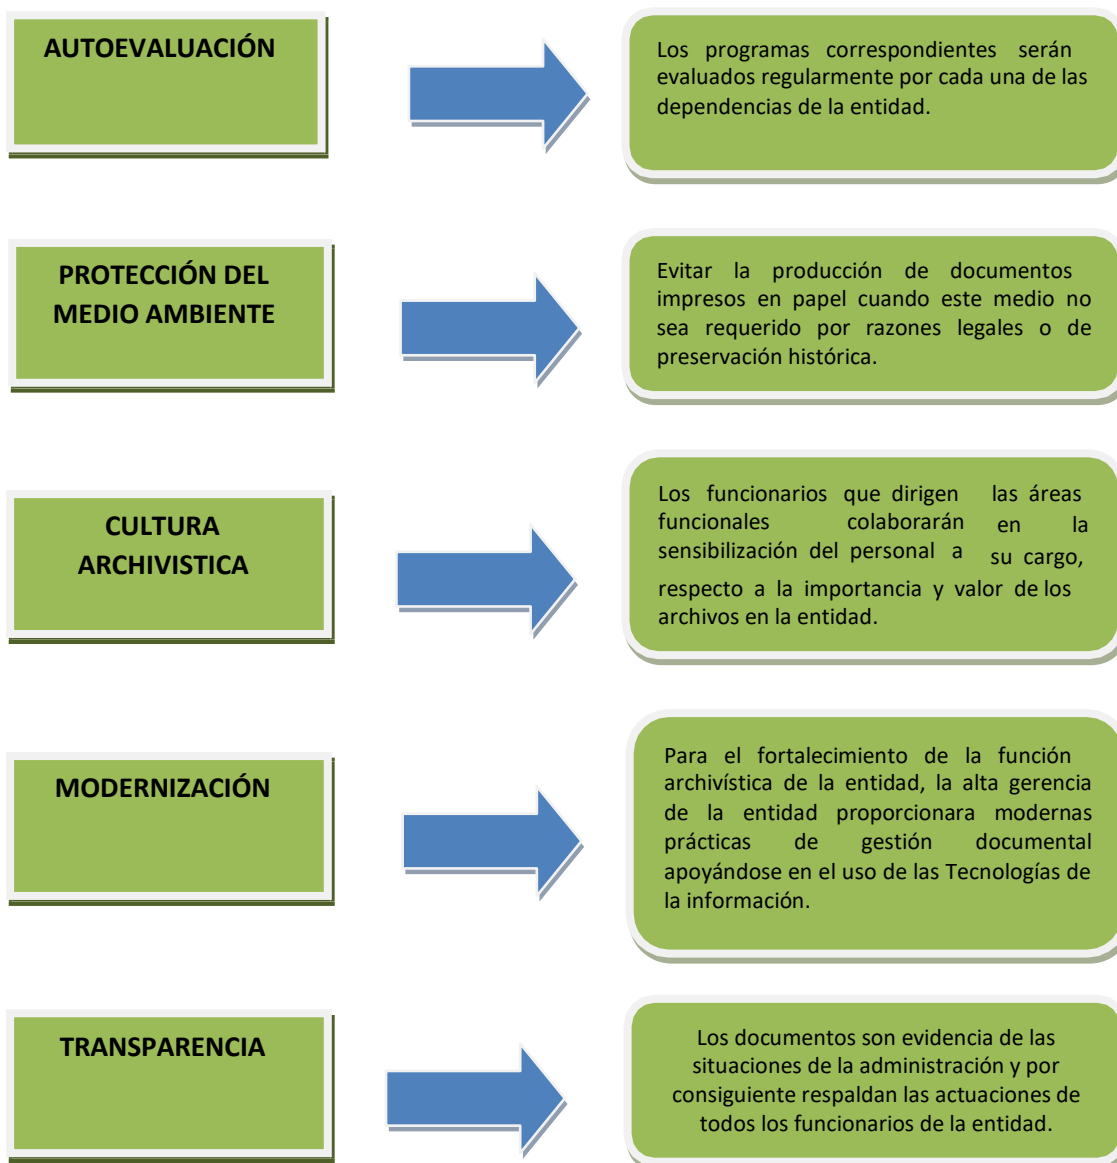 AUTOEVALUACIÓN
Los programas correspondientes serán
evaluados regularmente por cada una de las
dependencias de la entidad.
PROTECCIÓN DEL
MEDIO AMBIENTE
Evitar la producción de documentos
impresos en papel cuando este medio no
sea requerido por razones legales o de
preservación histórica.
CULTURA
ARCHIVISTICA
Los funcionarios que dirigen las áreas
funcionales colaborarán en la
sensibilización del personal a su cargo,
respecto a la importancia y valor de los
archivos en la entidad.
MODERNIZACIÓN
Para el fortalecimiento de la función
archivística de la entidad, la alta gerencia
de la entidad proporcionara modernas
prácticas de gestión documental
apoyándose en el uso de las Tecnologías de
la información.
TRANSPARENCIA
Los documentos son evidencia de las
situaciones de la administración y por
consiguiente respaldan las actuaciones de
todos los funcionarios de la entidad.